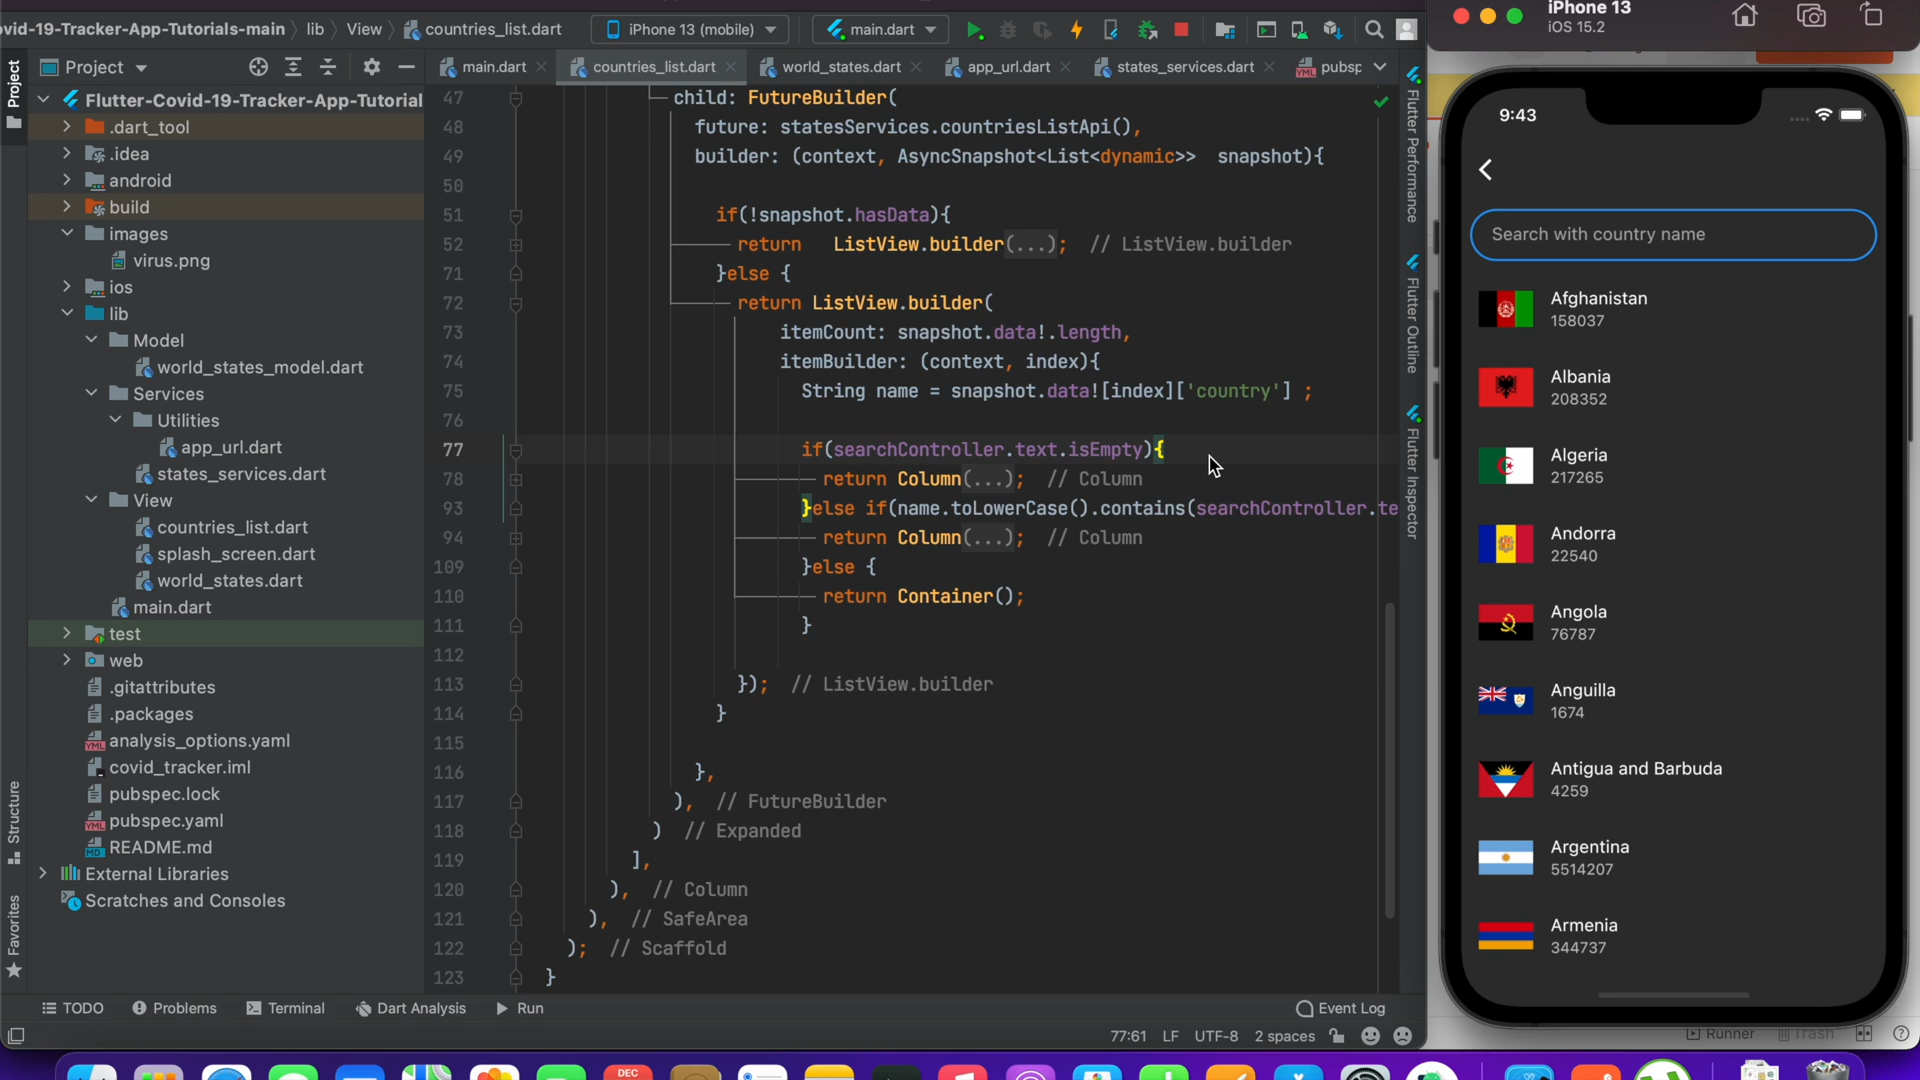 ovid-19-Tracker-App-Tutorials-main
lib
View
countries_list.dart
iPhone 13 (mobile)
main.dart
Project
main.dart
countries_list.dart
world_states.dart
app_url.dart
states_services.dart
pubsp
Project
Structure
Favorites
Flutter-Covid-19-Tracker-App-Tutorial
.dart_tool
.idea
android
build
images
virus.png
ios
lib
Model
world_states_model.dart
Services
Utilities
app_url.dart
states_services.dart
View
countries_list.dart
splash_screen.dart
world_states.dart
main.dart
test
web
.gitattributes
.packages
analysis_options.yaml
covid_tracker.iml
pubspec.lock
pubspec.yaml
README.md
External Libraries
Scratches and Consoles
47 child: FutureBuilder(
48 future: statesServices.countriesListApi(),
49 builder: (context, AsyncSnapshot<List<dynamic>> snapshot){
50
51 if(!snapshot.hasData){
52 return ListView.builder(...); // ListView.builder
71 }else {
72 return ListView.builder(
73 itemCount: snapshot.data!.length,
74 itemBuilder: (context, index){
75 String name = snapshot.data![index]['country'] ;
76
77 if(searchController.text.isEmpty){
78 return Column(...); // Column
93 }else if(name.toLowerCase().contains(searchController.te
94 return Column(...); // Column
109 }else {
110 return Container();
111 }
112
113 }); // ListView.builder
114 }
115
116 },
117 ), // FutureBuilder
118 ) // Expanded
119 ],
120 ), // Column
121 ), // SafeArea
122 ); // Scaffold
123 }
Flutter Performance
Flutter Outline
Flutter Inspector
TODO
Problems
Terminal
Dart Analysis
Run
Event Log
77:61 LF UTF-8 2 spaces
iPhone 13
iOS 15.2
9:43
Search with country name
Afghanistan
158037
Albania
208352
Algeria
217265
Andorra
22540
Angola
76787
Anguilla
1674
Antigua and Barbuda
4259
Argentina
5514207
Armenia
344737
Runner
Trash
DEC